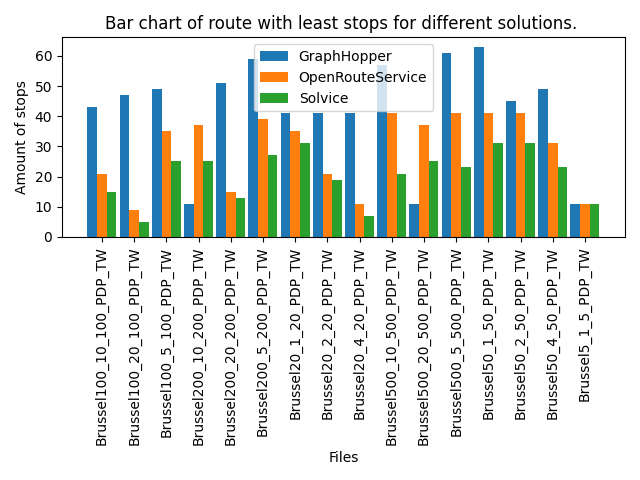 Bar chart of route with least stops for different solutions.
GraphHopper
OpenRouteService
Solvice
Amount of stops
60
50
40
30
20
10
0
Brussel100_10_100_PDP_TW
Brussel100_20_100_PDP_TW
Brussel100_5_100_PDP_TW
Brussel200_10_200_PDP_TW
Brussel200_20_200_PDP_TW
Brussel200_5_200_PDP_TW
Brussel20_1_20_PDP_TW
Brussel20_2_20_PDP_TW
Brussel20_4_20_PDP_TW
Brussel500_10_500_PDP_TW
Brussel500_20_500_PDP_TW
Brussel500_5_500_PDP_TW
Brussel50_1_50_PDP_TW
Brussel50_2_50_PDP_TW
Brussel50_4_50_PDP_TW
Brussel5_1_5_PDP_TW
Files